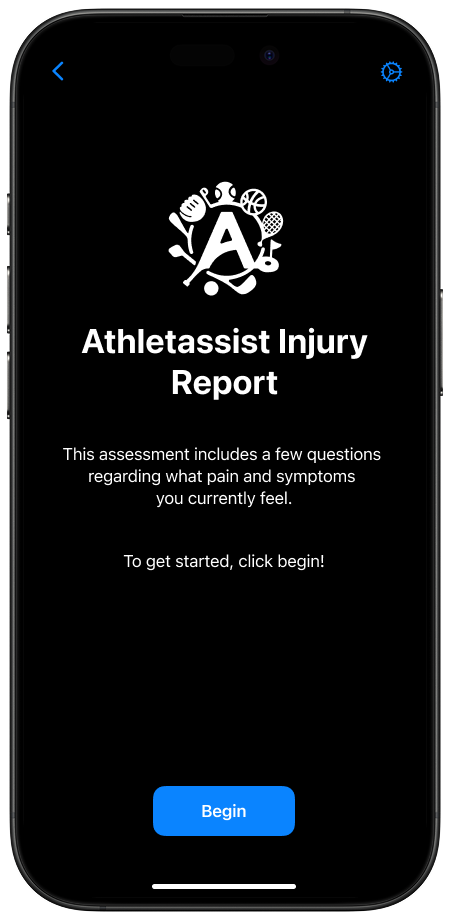 A
Athletassist Injury
Report
This assessment includes a few questions
regarding what pain and symptoms
you currently feel.
To get started, click begin!
Begin